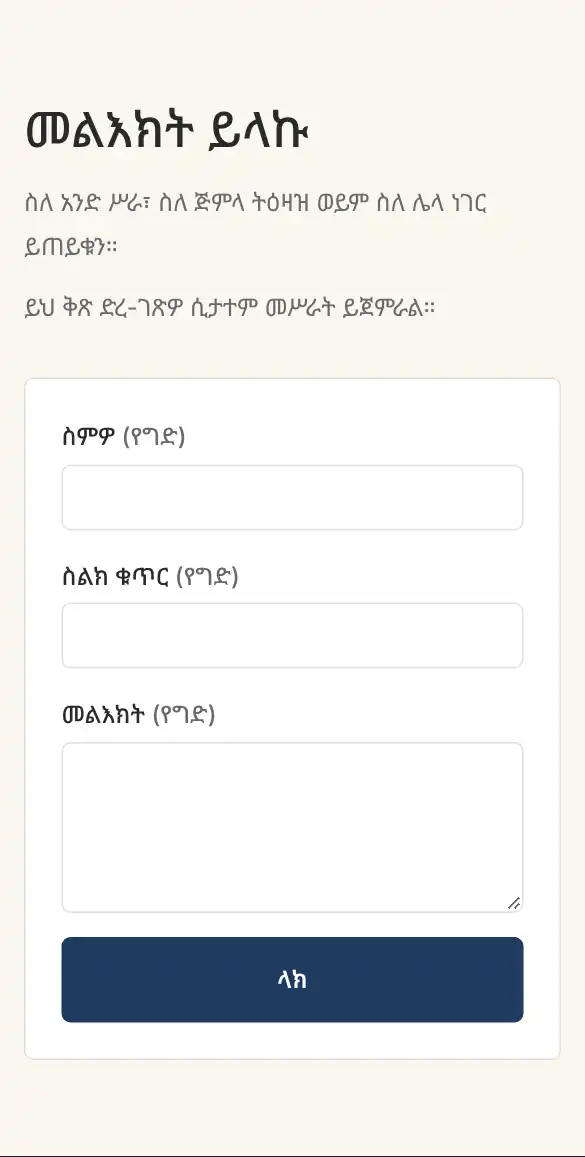 መልእክት ይላኩ
ስለ አንድ ሥራ፣ ስለ ጅምላ ትዕዛዝ ወይም ስለ ሌላ ነገር
ይጠይቁን።
ይህ ቅጽ ድረ-ገጽዎ ሲታተም መሥራት ይጀምራል።
ስምዎ (የግድ)
ስልክ ቁጥር (የግድ)
መልእክት (የግድ)
ላክ